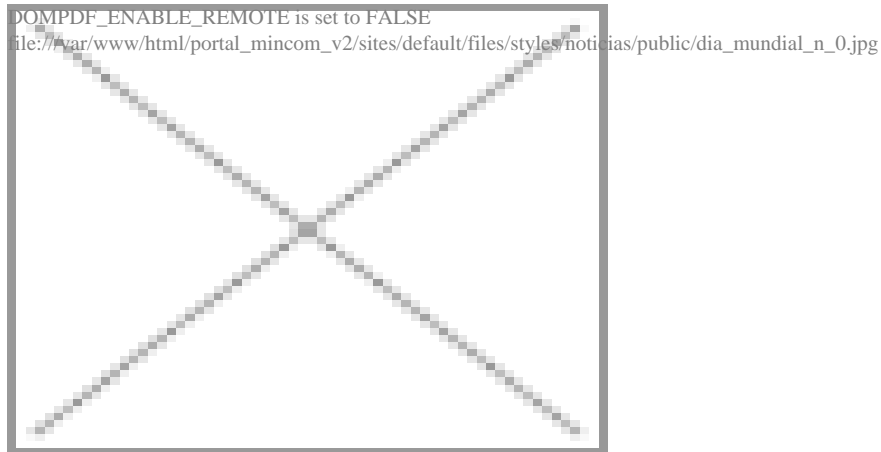 DOMPDF_ENABLE_REMOTE is set to FALSE
file:///var/www/html/portal_mincom_v2/sites/default/files/styles/noticias/public/dia_mundial_n_0.jpg